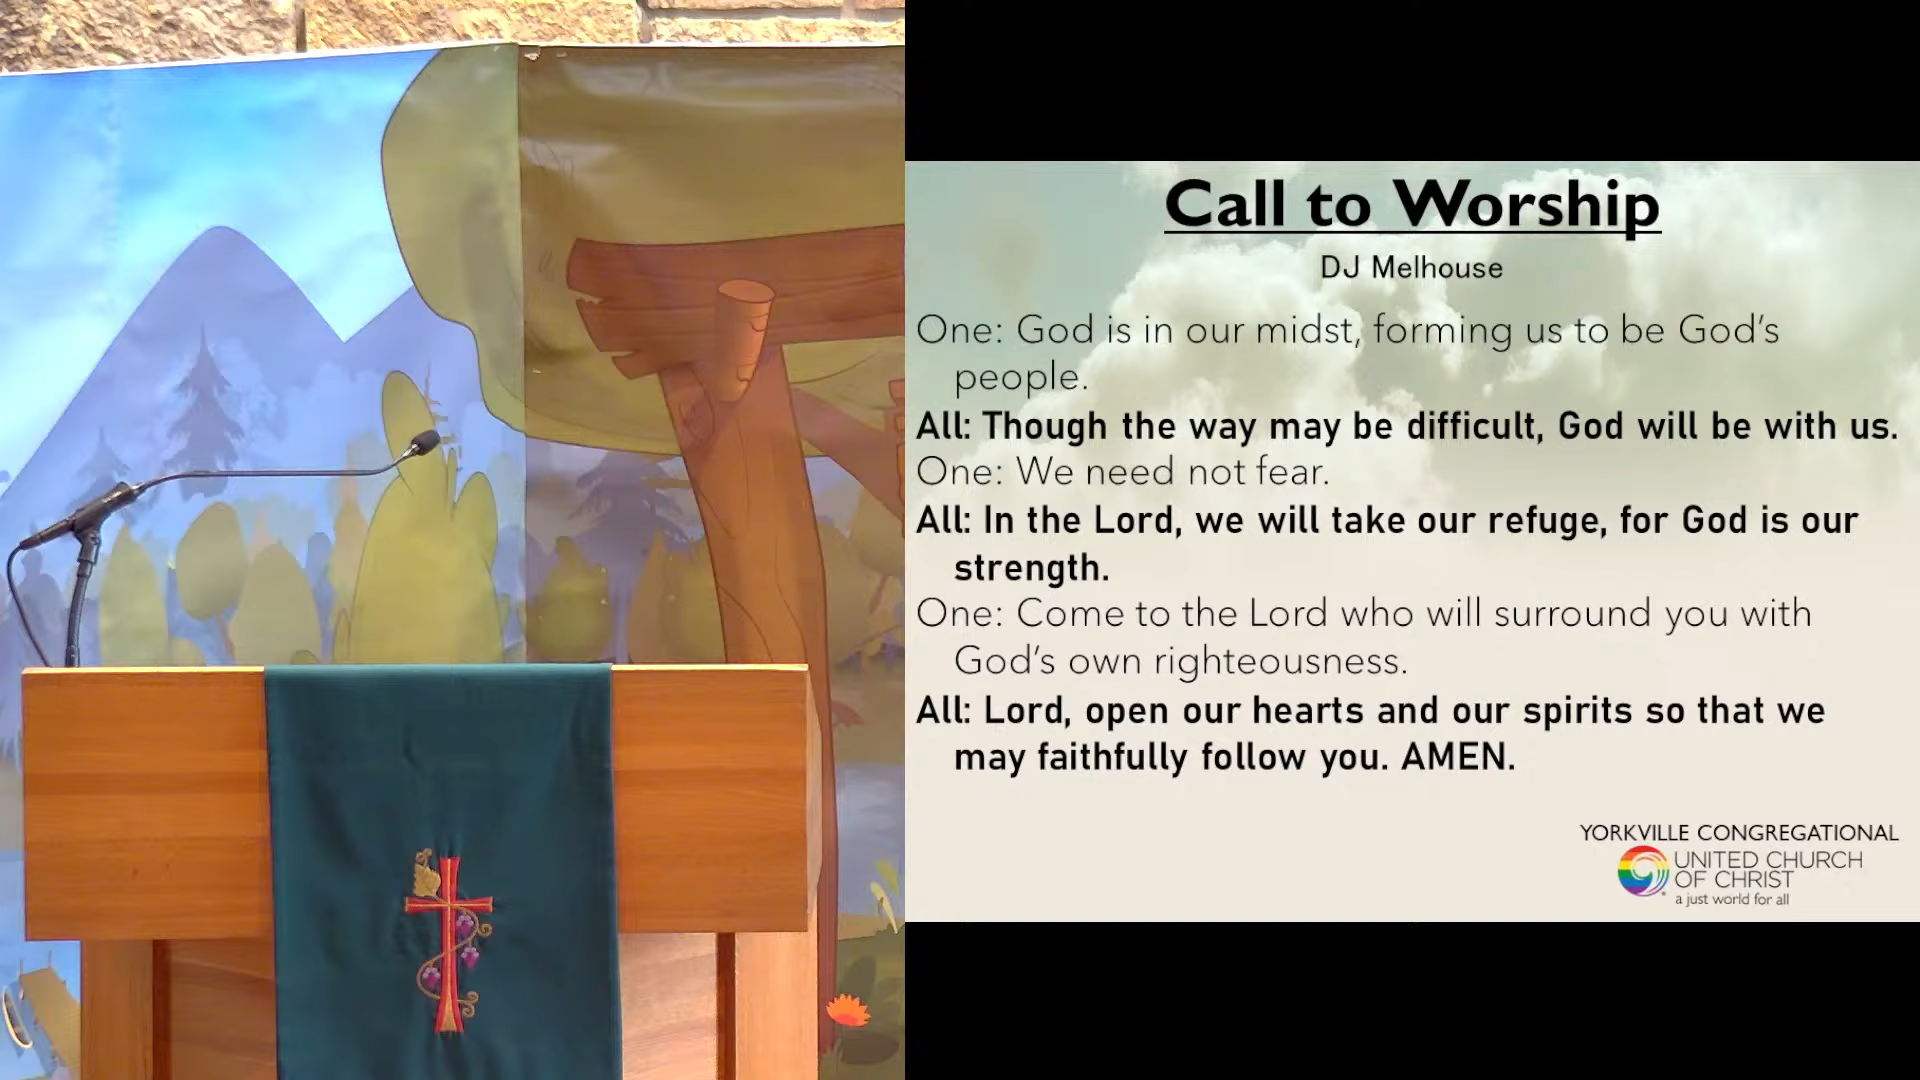 Call to Worship
DJ Melhouse
One: God is in our midst, forming us to be God's
people.
All: Though the way may be difficult, God will be with us.
One: We need not fear.
All: In the Lord, we will take our refuge, for God is our
strength.
One: Come to the Lord who will surround you with
God's own righteousness.
All: Lord, open our hearts and our spirits so that we
may faithfully follow you. AMEN.
YORKVILLE CONGREGATIONAL
UNITED CHURCH
OF CHRIST
a just world for all